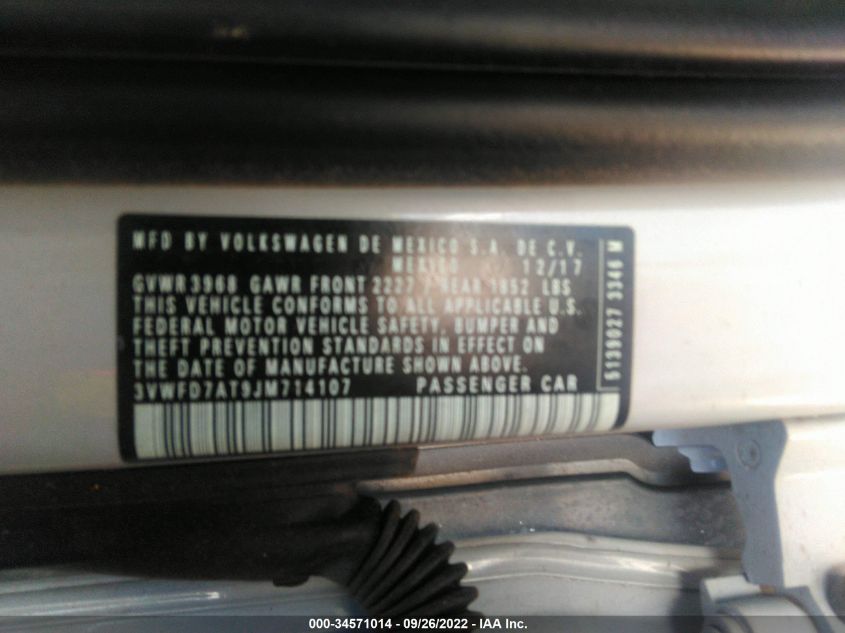 MFD BY VOLKSWAGEN DE MEXICO S.A. DE C.V.
MEXICO 12/17
GVWR 3968 GAWR FRONT 2227 / REAR 1852 LBS
THIS VEHICLE CONFORMS TO ALL APPLICABLE U.S.
FEDERAL MOTOR VEHICLE SAFETY, BUMPER AND
THEFT PREVENTION STANDARDS IN EFFECT ON
THE DATE OF MANUFACTURE SHOWN ABOVE.
3VWFD7AT9JM714107 PASSENGER CAR
5139027 3346 M
000-34571014 - 09/26/2022 - IAA Inc.